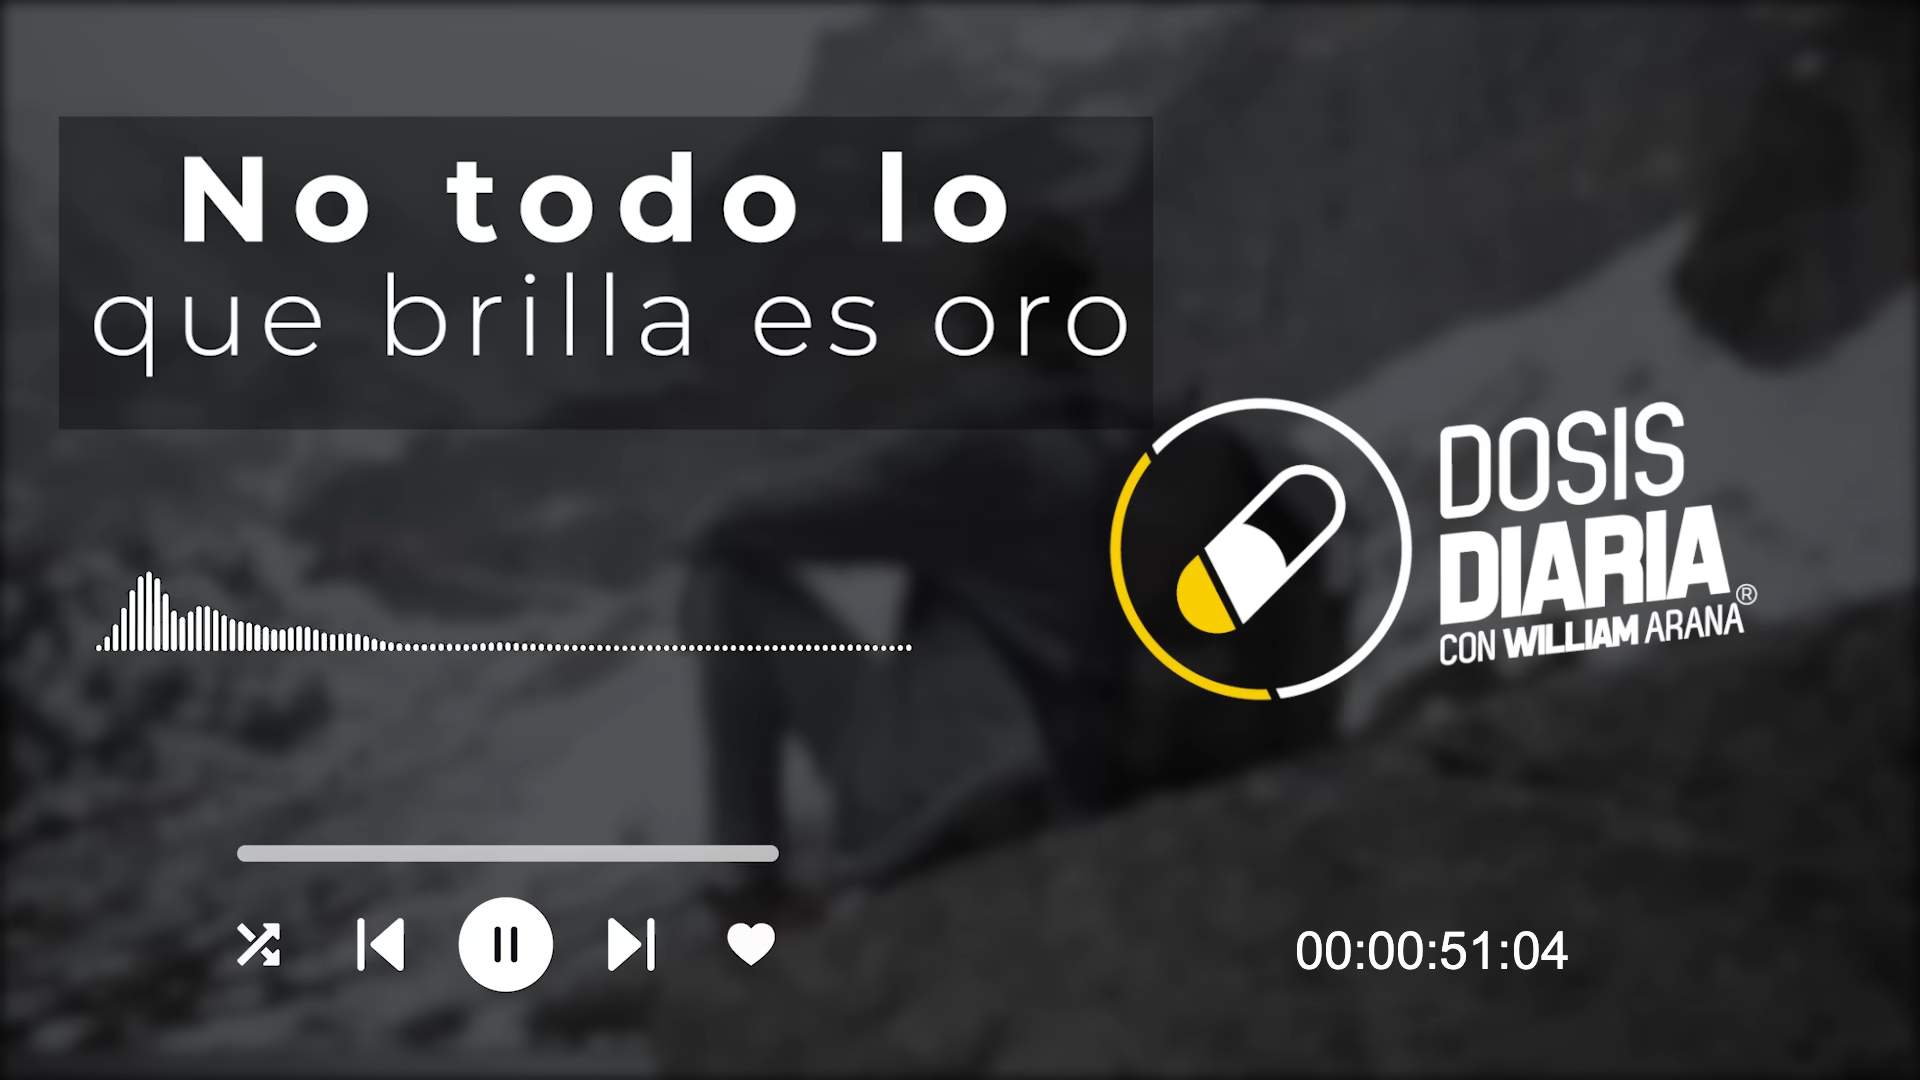 No todo lo
que brilla es oro
DOSIS
DIARIA®
CON WILLIAM ARANA
00:00:51:04